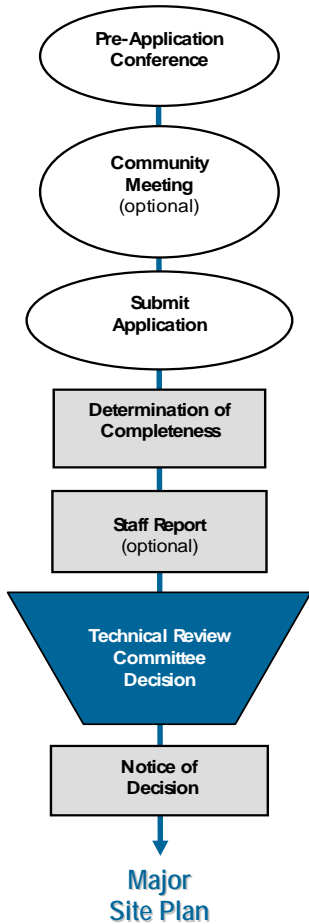 Pre-Application
Conference
Community
Meeting
(optional)
Submit
Application
Determination of
Completeness
Staff Report
(optional)
Technical Review
Committee
Decision
Notice of
Decision
Major
Site Plan